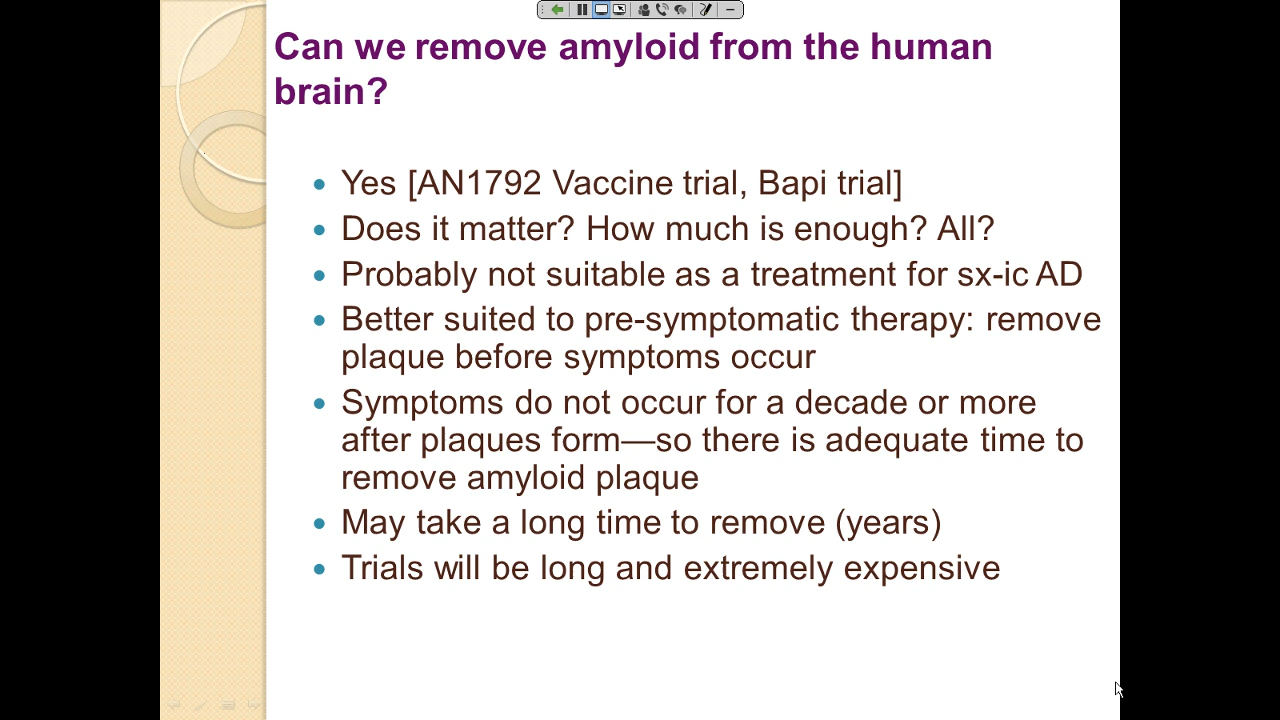 Can we remove amyloid from the human
brain?
• Yes [AN1792 Vaccine trial, Bapi trial]
• Does it matter? How much is enough? All?
• Probably not suitable as a treatment for sx-ic AD
• Better suited to pre-symptomatic therapy: remove
plaque before symptoms occur
• Symptoms do not occur for a decade or more
after plaques form—so there is adequate time to
remove amyloid plaque
• May take a long time to remove (years)
• Trials will be long and extremely expensive